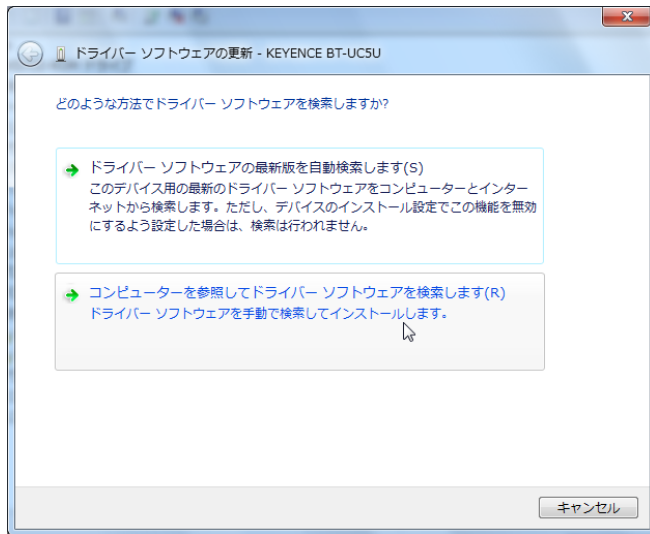 ドライバー ソフトウェアの更新 - KEYENCE BT-UC5U
どのような方法でドライバー ソフトウェアを検索しますか?
ドライバー ソフトウェアの最新版を自動検索します(S)
このデバイス用の最新のドライバー ソフトウェアをコンピューターとインター
ネットから検索します。ただし、デバイスのインストール設定でこの機能を無効
にするよう設定した場合は、検索は行われません。
コンピューターを参照してドライバー ソフトウェアを検索します(R)
ドライバー ソフトウェアを手動で検索してインストールします。
キャンセル